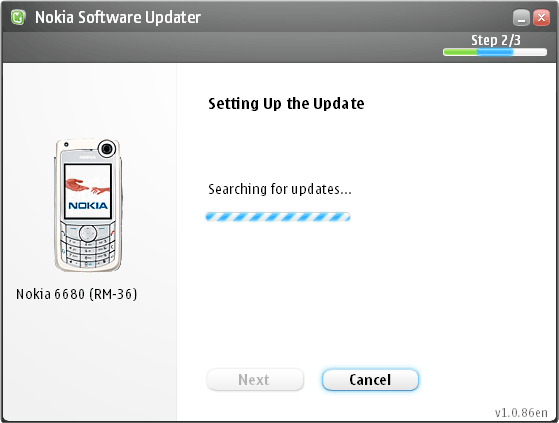 Nokia Software Updater
Step 2/3
Setting Up the Update
Searching for updates...
NOKIA
Nokia 6680 (RM-36)
Next
Cancel
v1.0.86en